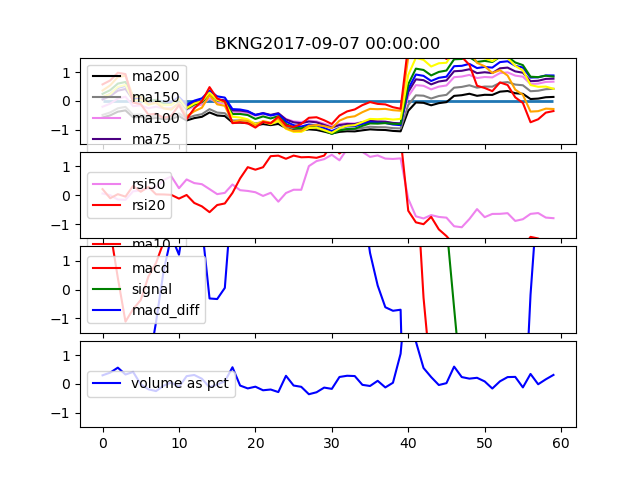 BKNG2017-09-07 00:00:00
1
0
−1
ma200
ma150
ma100
ma75
1
0
−1
rsi50
rsi20
ma10
1
0
−1
macd
signal
macd_diff
1
0
−1
volume as pct
0 10 20 30 40 50 60